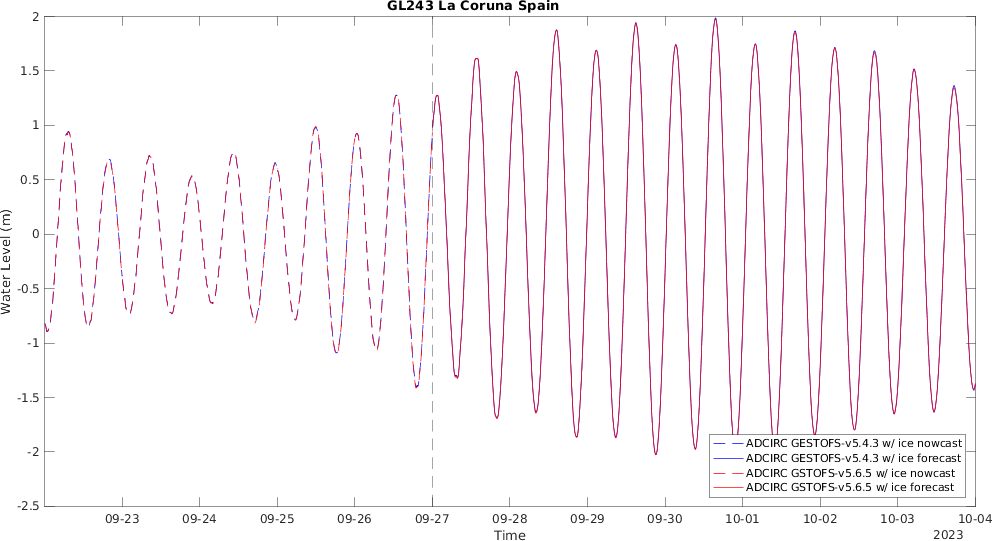 GL243 La Coruna Spain
2
1.5
1
0.5
0
-0.5
-1
-1.5
-2
-2.5
Water Level (m)
ADCIRC GESTOFS-v5.4.3 w/ ice nowcast
ADCIRC GESTOFS-v5.4.3 w/ ice forecast
ADCIRC GSTOFS-v5.6.5 w/ ice nowcast
ADCIRC GSTOFS-v5.6.5 w/ ice forecast
09-23 09-24 09-25 09-26 09-27 09-28 09-29 09-30 10-01 10-02 10-03 10-04
Time
2023